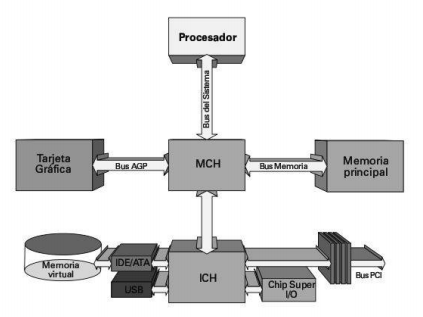 Procesador
Bus del Sistema
Tarjeta
Gráfica
Bus AGP
MCH
Bus Memoria
Memoria
principal
Memoria
virtual
IDE/ATA
USB
ICH
Chip Super
I/O
Bus PCI